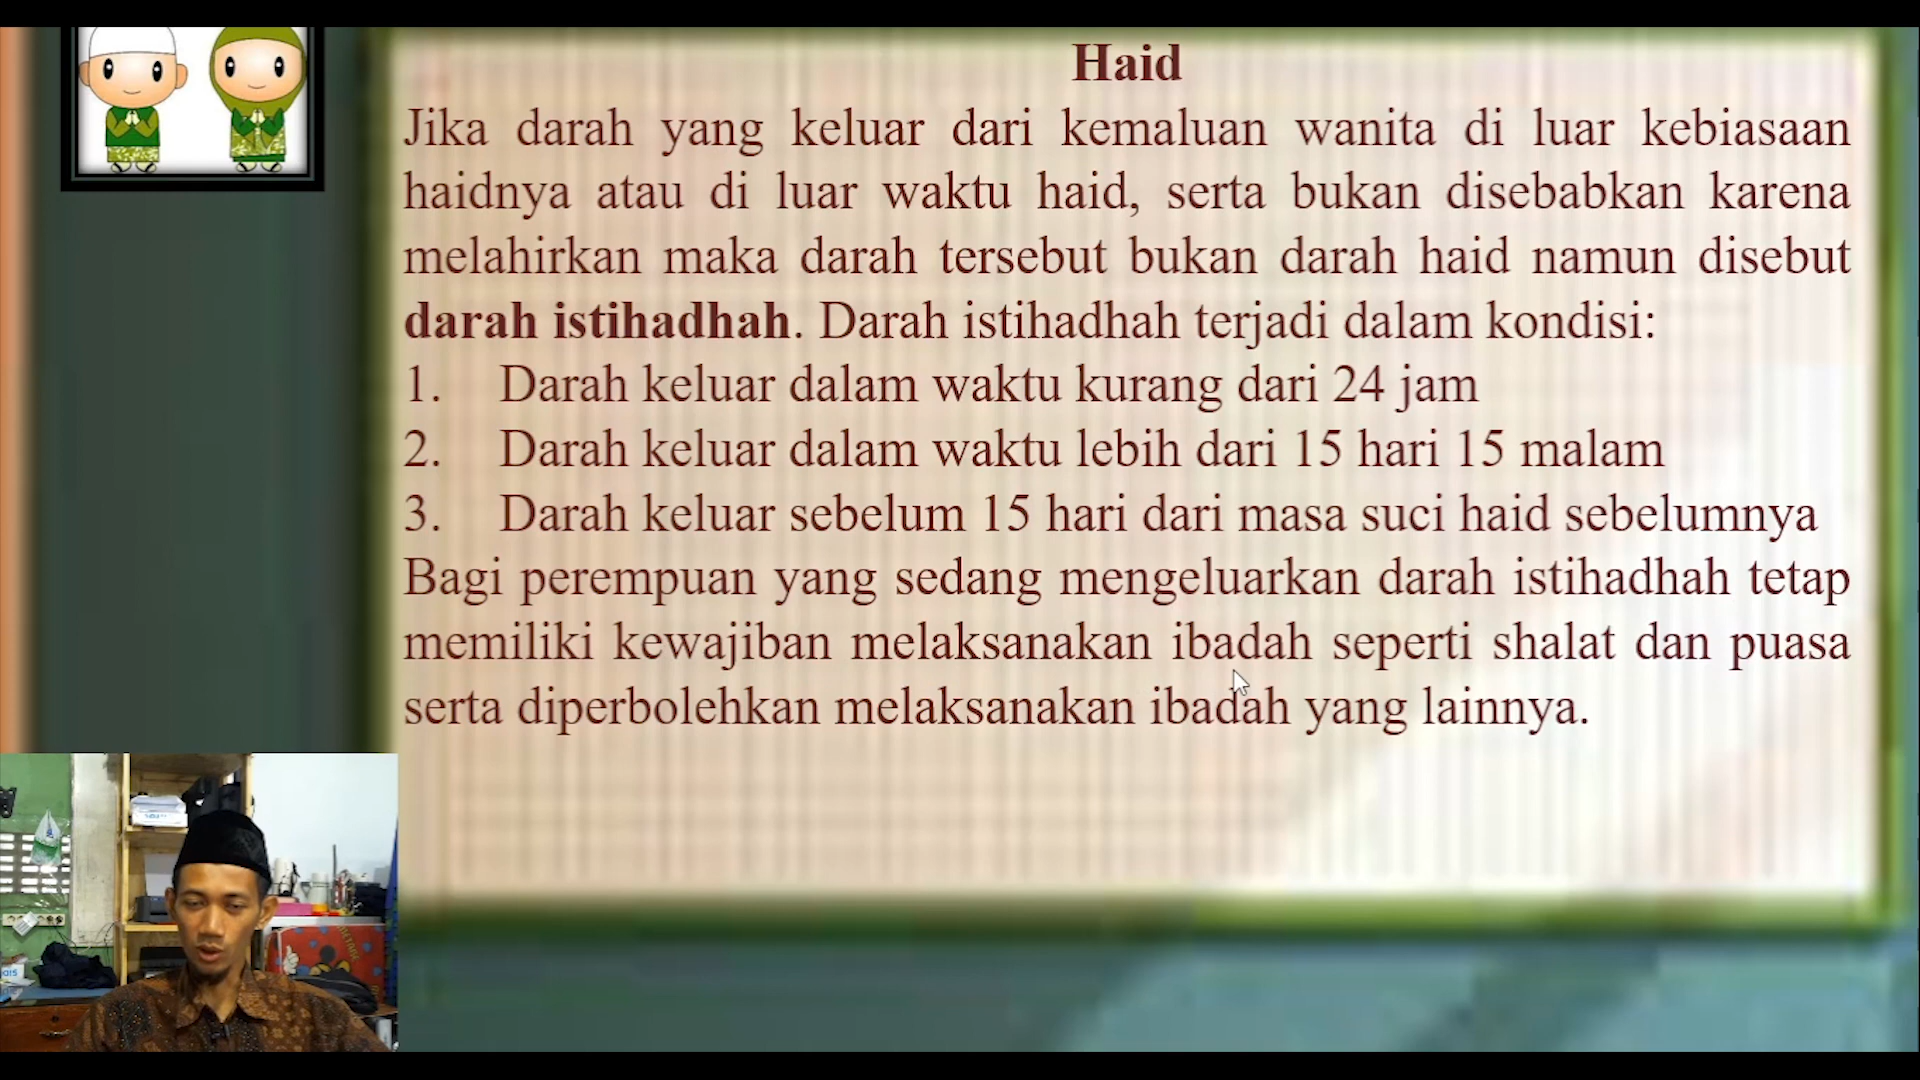 Haid
Jika darah yang keluar dari kemaluan wanita di luar kebiasaan
haidnya atau di luar waktu haid, serta bukan disebabkan karena
melahirkan maka darah tersebut bukan darah haid namun disebut
darah istihadhah. Darah istihadhah terjadi dalam kondisi:
1. Darah keluar dalam waktu kurang dari 24 jam
2. Darah keluar dalam waktu lebih dari 15 hari 15 malam
3. Darah keluar sebelum 15 hari dari masa suci haid sebelumnya
Bagi perempuan yang sedang mengeluarkan darah istihadhah tetap
memiliki kewajiban melaksanakan ibadah seperti shalat dan puasa
serta diperbolehkan melaksanakan ibadah yang lainnya.